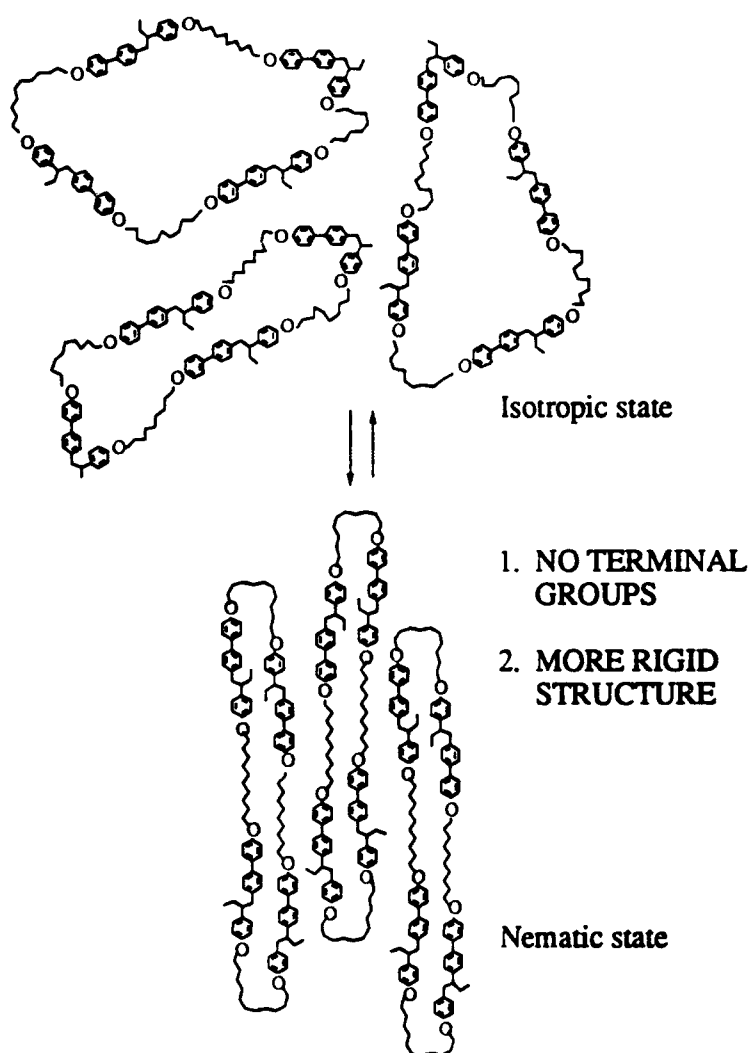 Isotropic state
1. NO TERMINAL
GROUPS
2. MORE RIGID
STRUCTURE
Nematic state